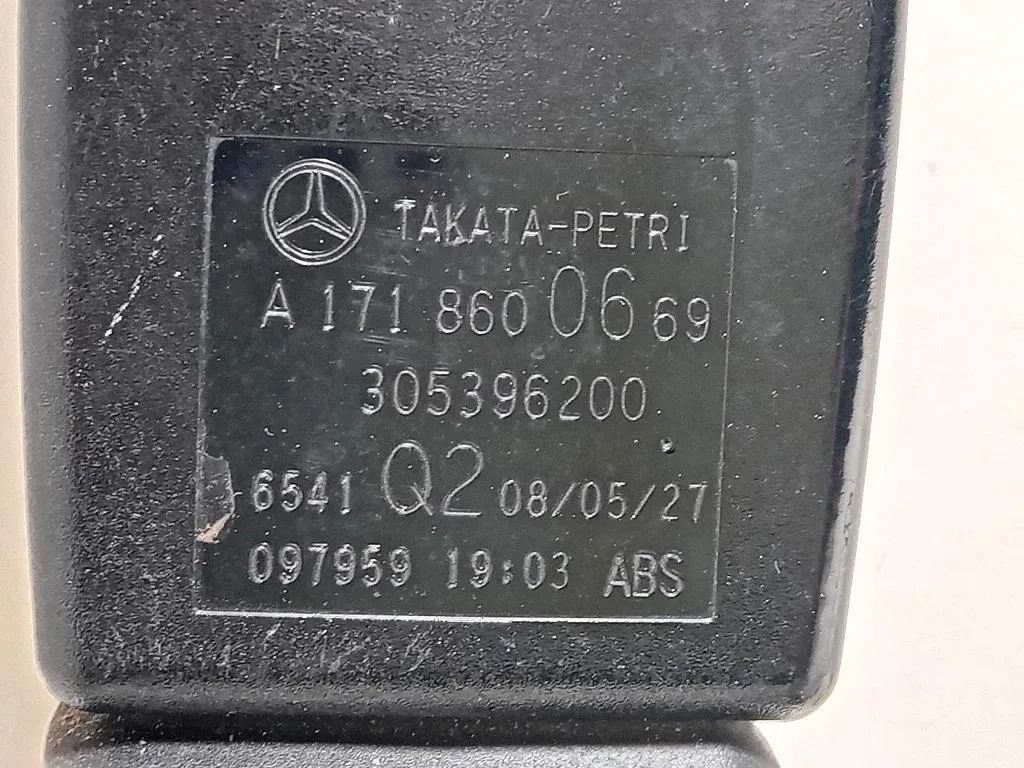 TAKATA-PETRI
A 171 860 06 69
305396200
6541 Q2 08/05/27
097959 19:03 ABS